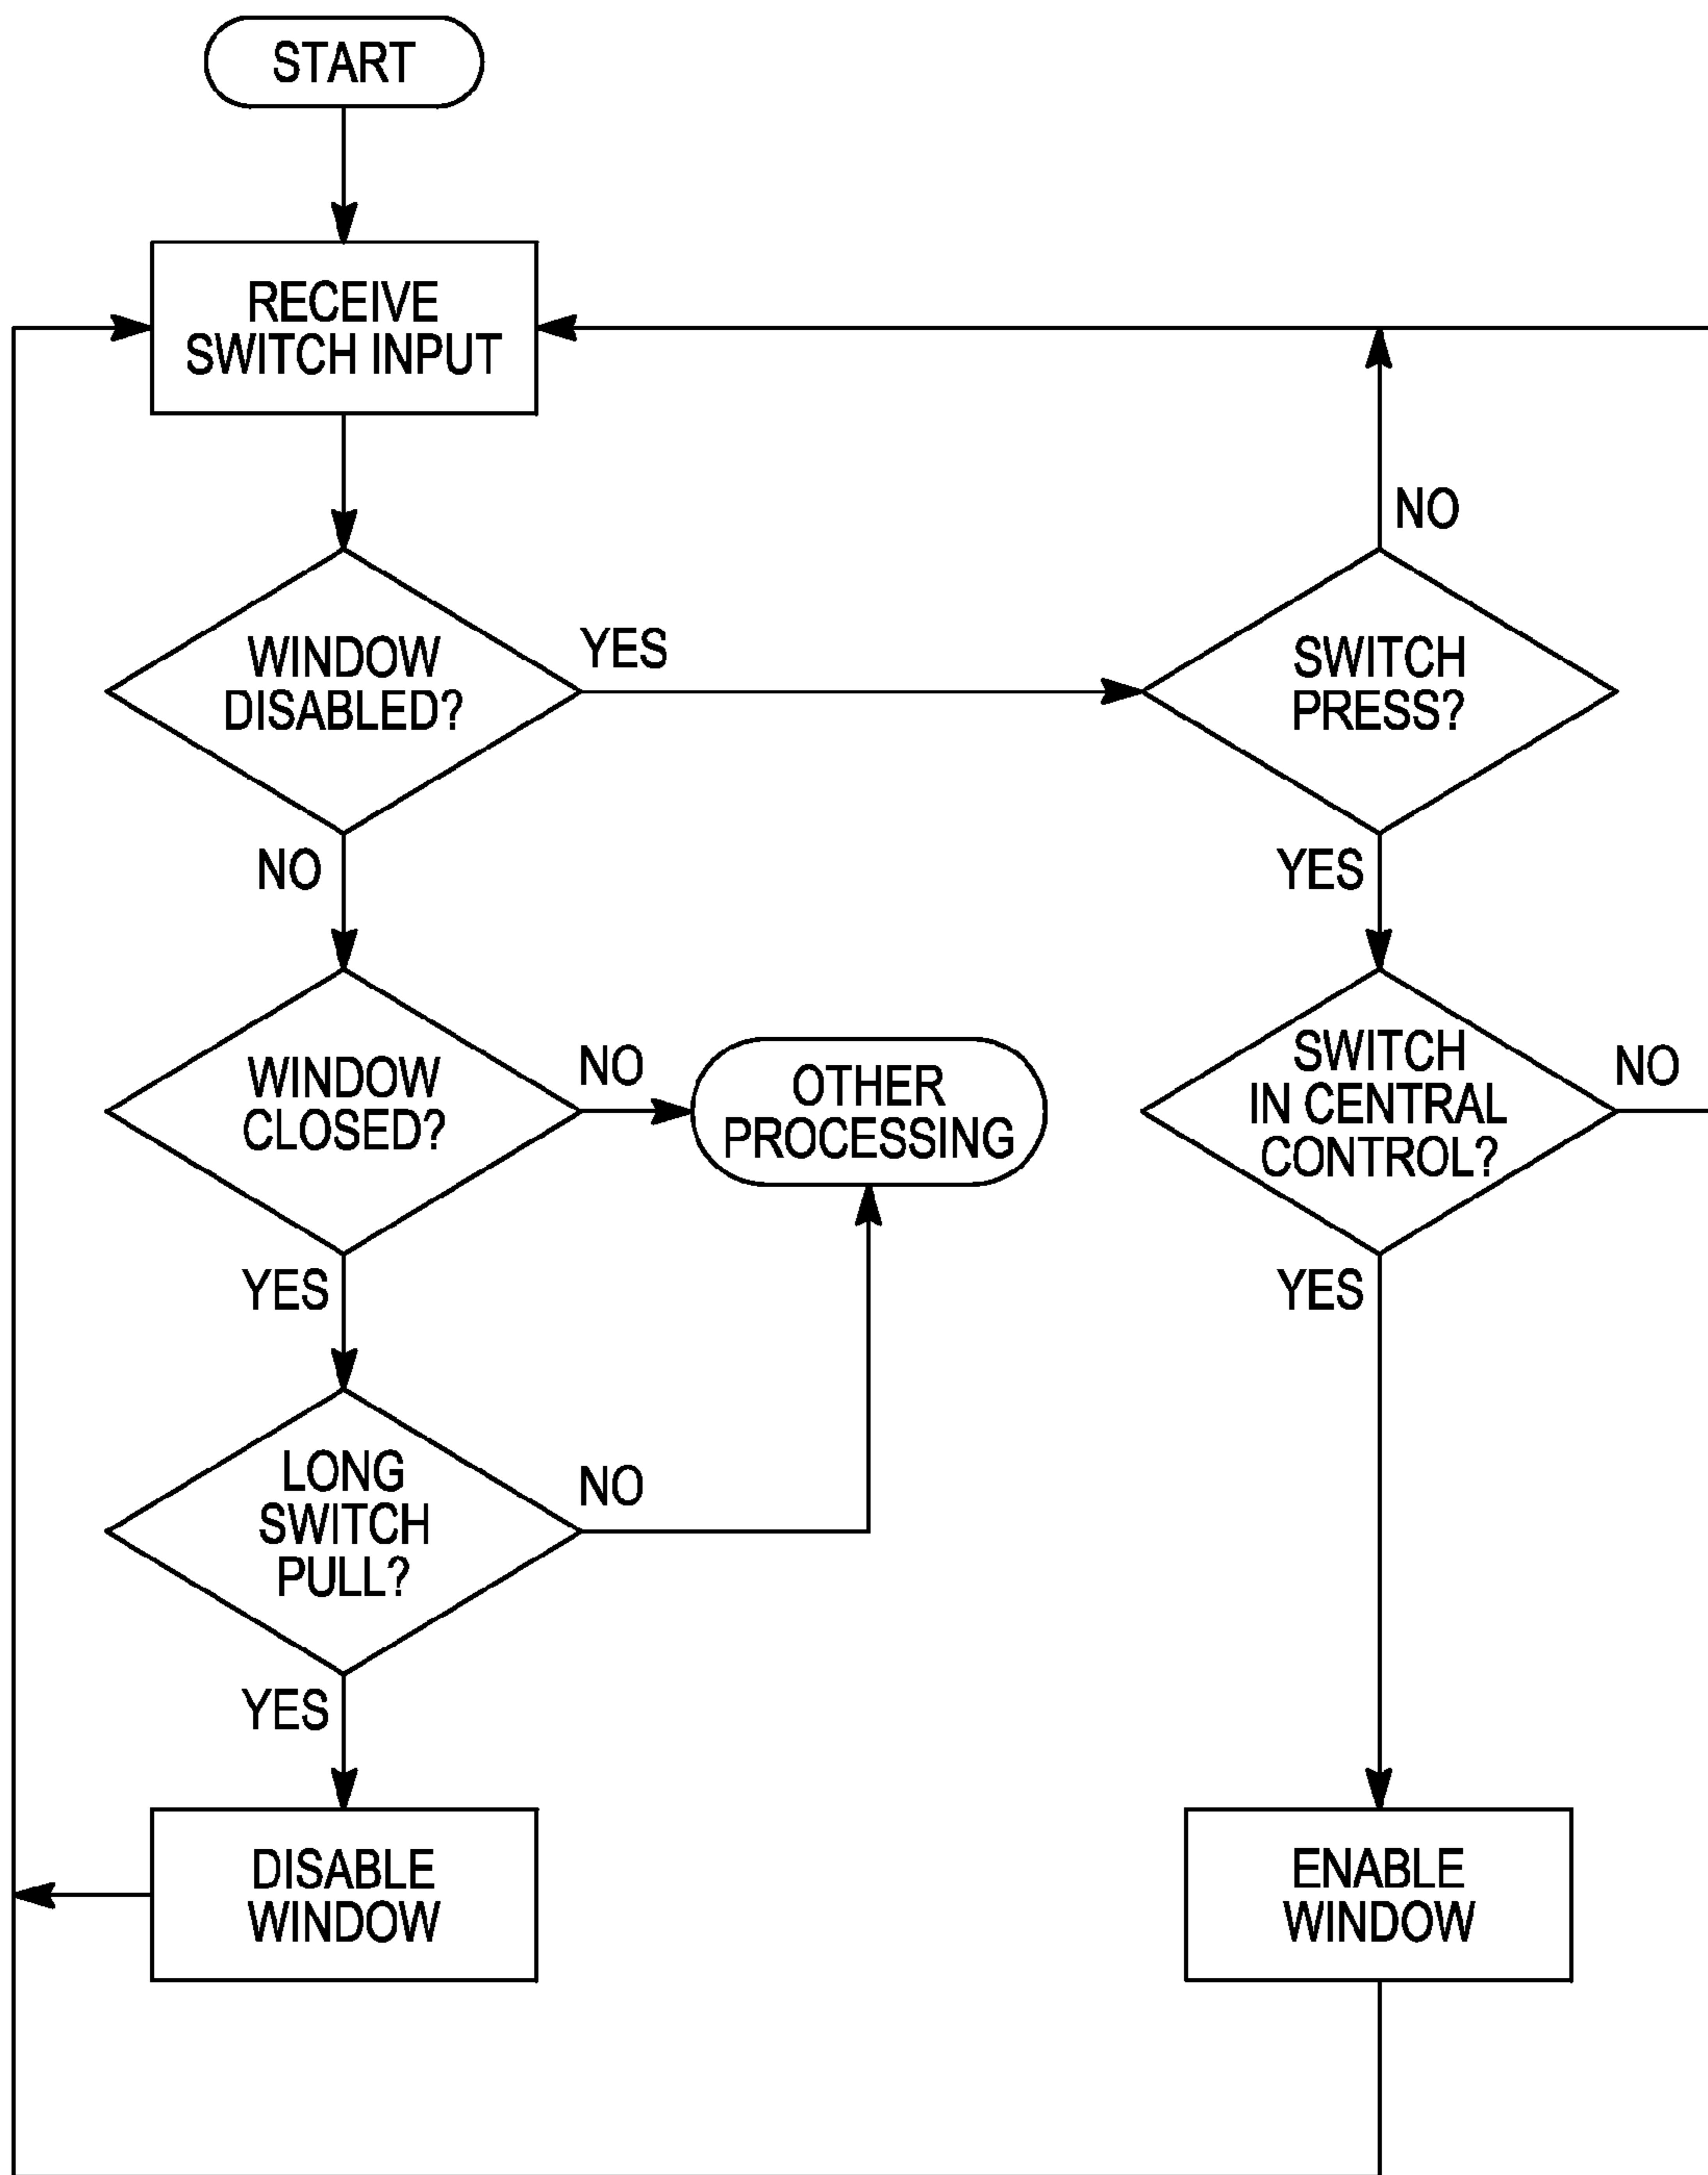 START
RECEIVE
SWITCH INPUT
NO
WINDOW
DISABLED?
YES
SWITCH
PRESS?
NO
YES
WINDOW
CLOSED?
NO
OTHER
PROCESSING
SWITCH
IN CENTRAL
CONTROL?
NO
YES
YES
LONG
SWITCH
PULL?
NO
YES
DISABLE
WINDOW
ENABLE
WINDOW